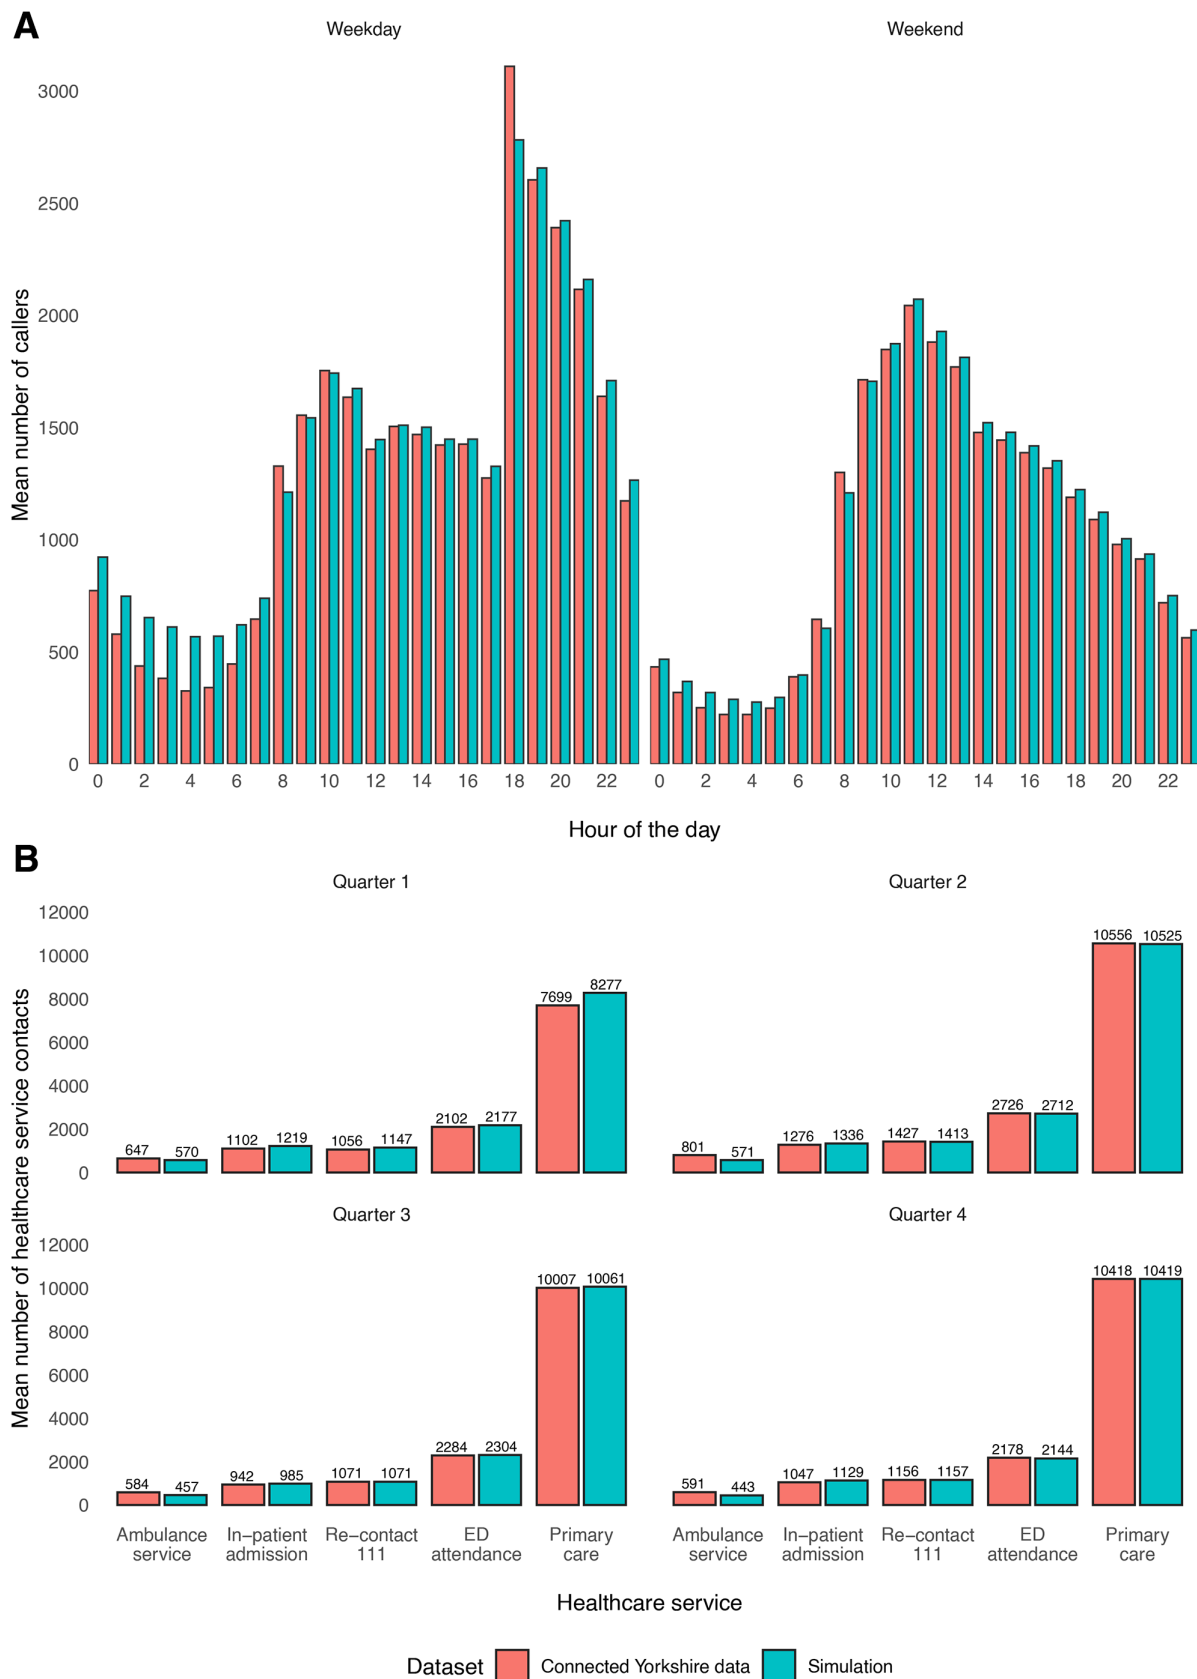 A
Weekday
Weekend
Mean number of callers
3000
2500
2000
1500
1000
500
0
0 2 4 6 8 10 12 14 16 18 20 22
0 2 4 6 8 10 12 14 16 18 20 22
Hour of the day
B
Mean number of healthcare service contacts
Quarter 1
12000
10000
8000
6000
4000
2000
0
647 570 1102 1219 1056 1147 2102 2177 7699 8277
Quarter 2
801 571 1276 1336 1427 1413 2726 2712 10556 10525
Quarter 3
12000
10000
8000
6000
4000
2000
0
584 457 942 985 1071 1071 2284 2304 10007 10061
Quarter 4
591 443 1047 1129 1156 1157 2178 2144 10418 10419
Ambulance In−patient Re−contact ED Primary
service admission 111 attendance care
Ambulance In−patient Re−contact ED Primary
service admission 111 attendance care
Healthcare service
Dataset Connected Yorkshire data Simulation